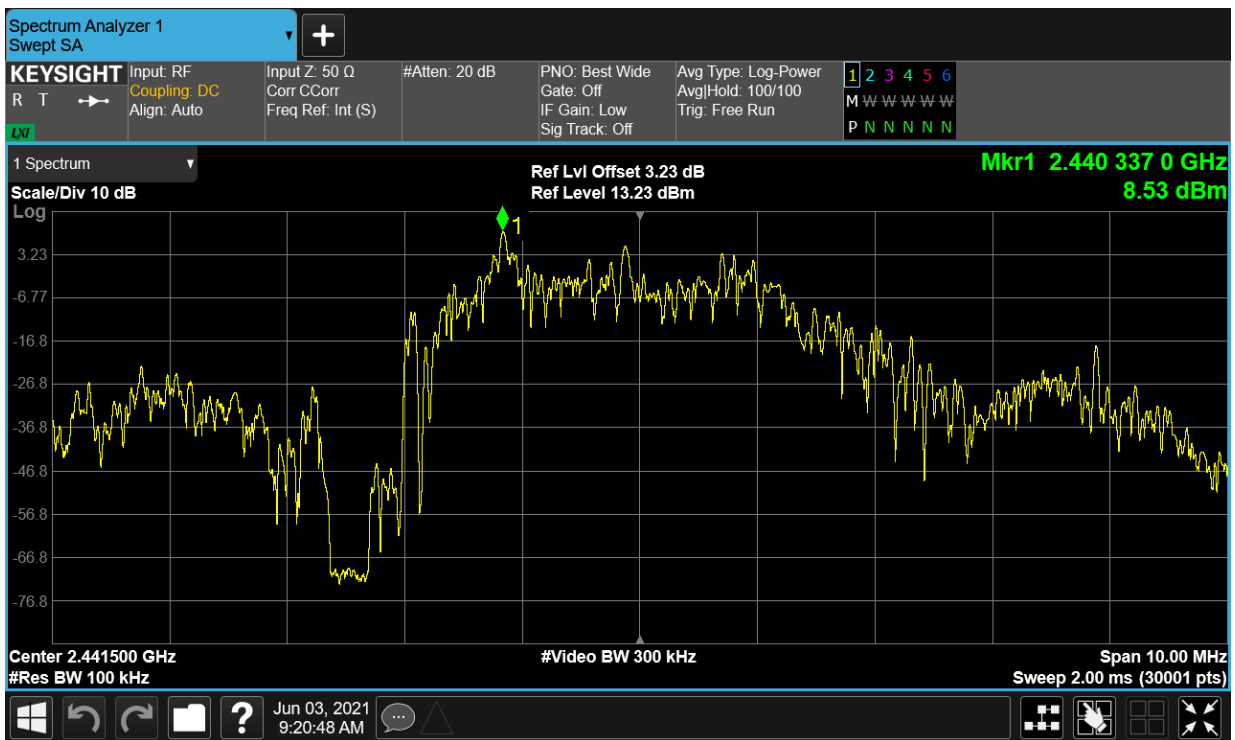 Spectrum Analyzer 1
Swept SA
KEYSIGHT
R T
LXI
Input: RF
Coupling: DC
Align: Auto
Input Z: 50 Ω
Corr CCorr
Freq Ref: Int (S)
#Atten: 20 dB
PNO: Best Wide
Gate: Off
IF Gain: Low
Sig Track: Off
Avg Type: Log-Power
Avg|Hold: 100/100
Trig: Free Run
1 2 3 4 5 6
M W W W W W
P N N N N N
1 Spectrum
Scale/Div 10 dB
Log
Ref Lvl Offset 3.23 dB
Ref Level 13.23 dBm
Mkr1 2.440 337 0 GHz
8.53 dBm
1
3.23
-6.77
-16.8
-26.8
-36.8
-46.8
-56.8
-66.8
-76.8
Center 2.441500 GHz
#Res BW 100 kHz
#Video BW 300 kHz
Span 10.00 MHz
Sweep 2.00 ms (30001 pts)
?
Jun 03, 2021
9:20:48 AM